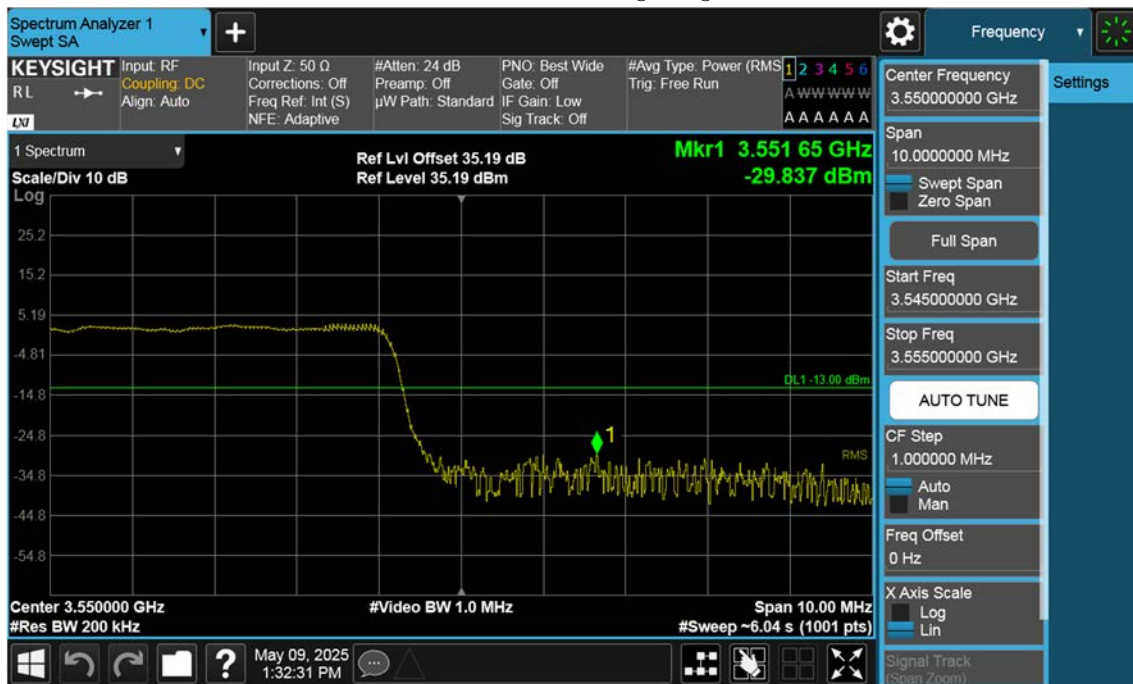 Spectrum Analyzer 1
Swept SA
+
Frequency
KEYSIGHT
RL
LXI
Input: RF
Coupling: DC
Align: Auto
Input Z: 50 Ω
Corrections: Off
Freq Ref: Int (S)
NFE: Adaptive
#Atten: 24 dB
Preamp: Off
µW Path: Standard
PNO: Best Wide
Gate: Off
IF Gain: Low
Sig Track: Off
#Avg Type: Power (RMS
Trig: Free Run
1 2 3 4 5 6
A W W W W W
A A A A A A
1 Spectrum
Scale/Div 10 dB
Ref Lvl Offset 35.19 dB
Ref Level 35.19 dBm
Mkr1 3.551 65 GHz
-29.837 dBm
Log
25.2
15.2
5.19
-4.81
DL1 -13.00 dBm
-14.8
-24.8
1
RMS
-34.8
-44.8
-54.8
Center 3.550000 GHz
#Video BW 1.0 MHz
Span 10.00 MHz
#Res BW 200 kHz
#Sweep ~6.04 s (1001 pts)
Center Frequency
3.550000000 GHz
Settings
Span
10.0000000 MHz
Swept Span
Zero Span
Full Span
Start Freq
3.545000000 GHz
Stop Freq
3.555000000 GHz
AUTO TUNE
CF Step
1.000000 MHz
Auto
Man
Freq Offset
0 Hz
X Axis Scale
Log
Lin
Signal Track
(Span Zoom)
?
May 09, 2025
1:32:31 PM